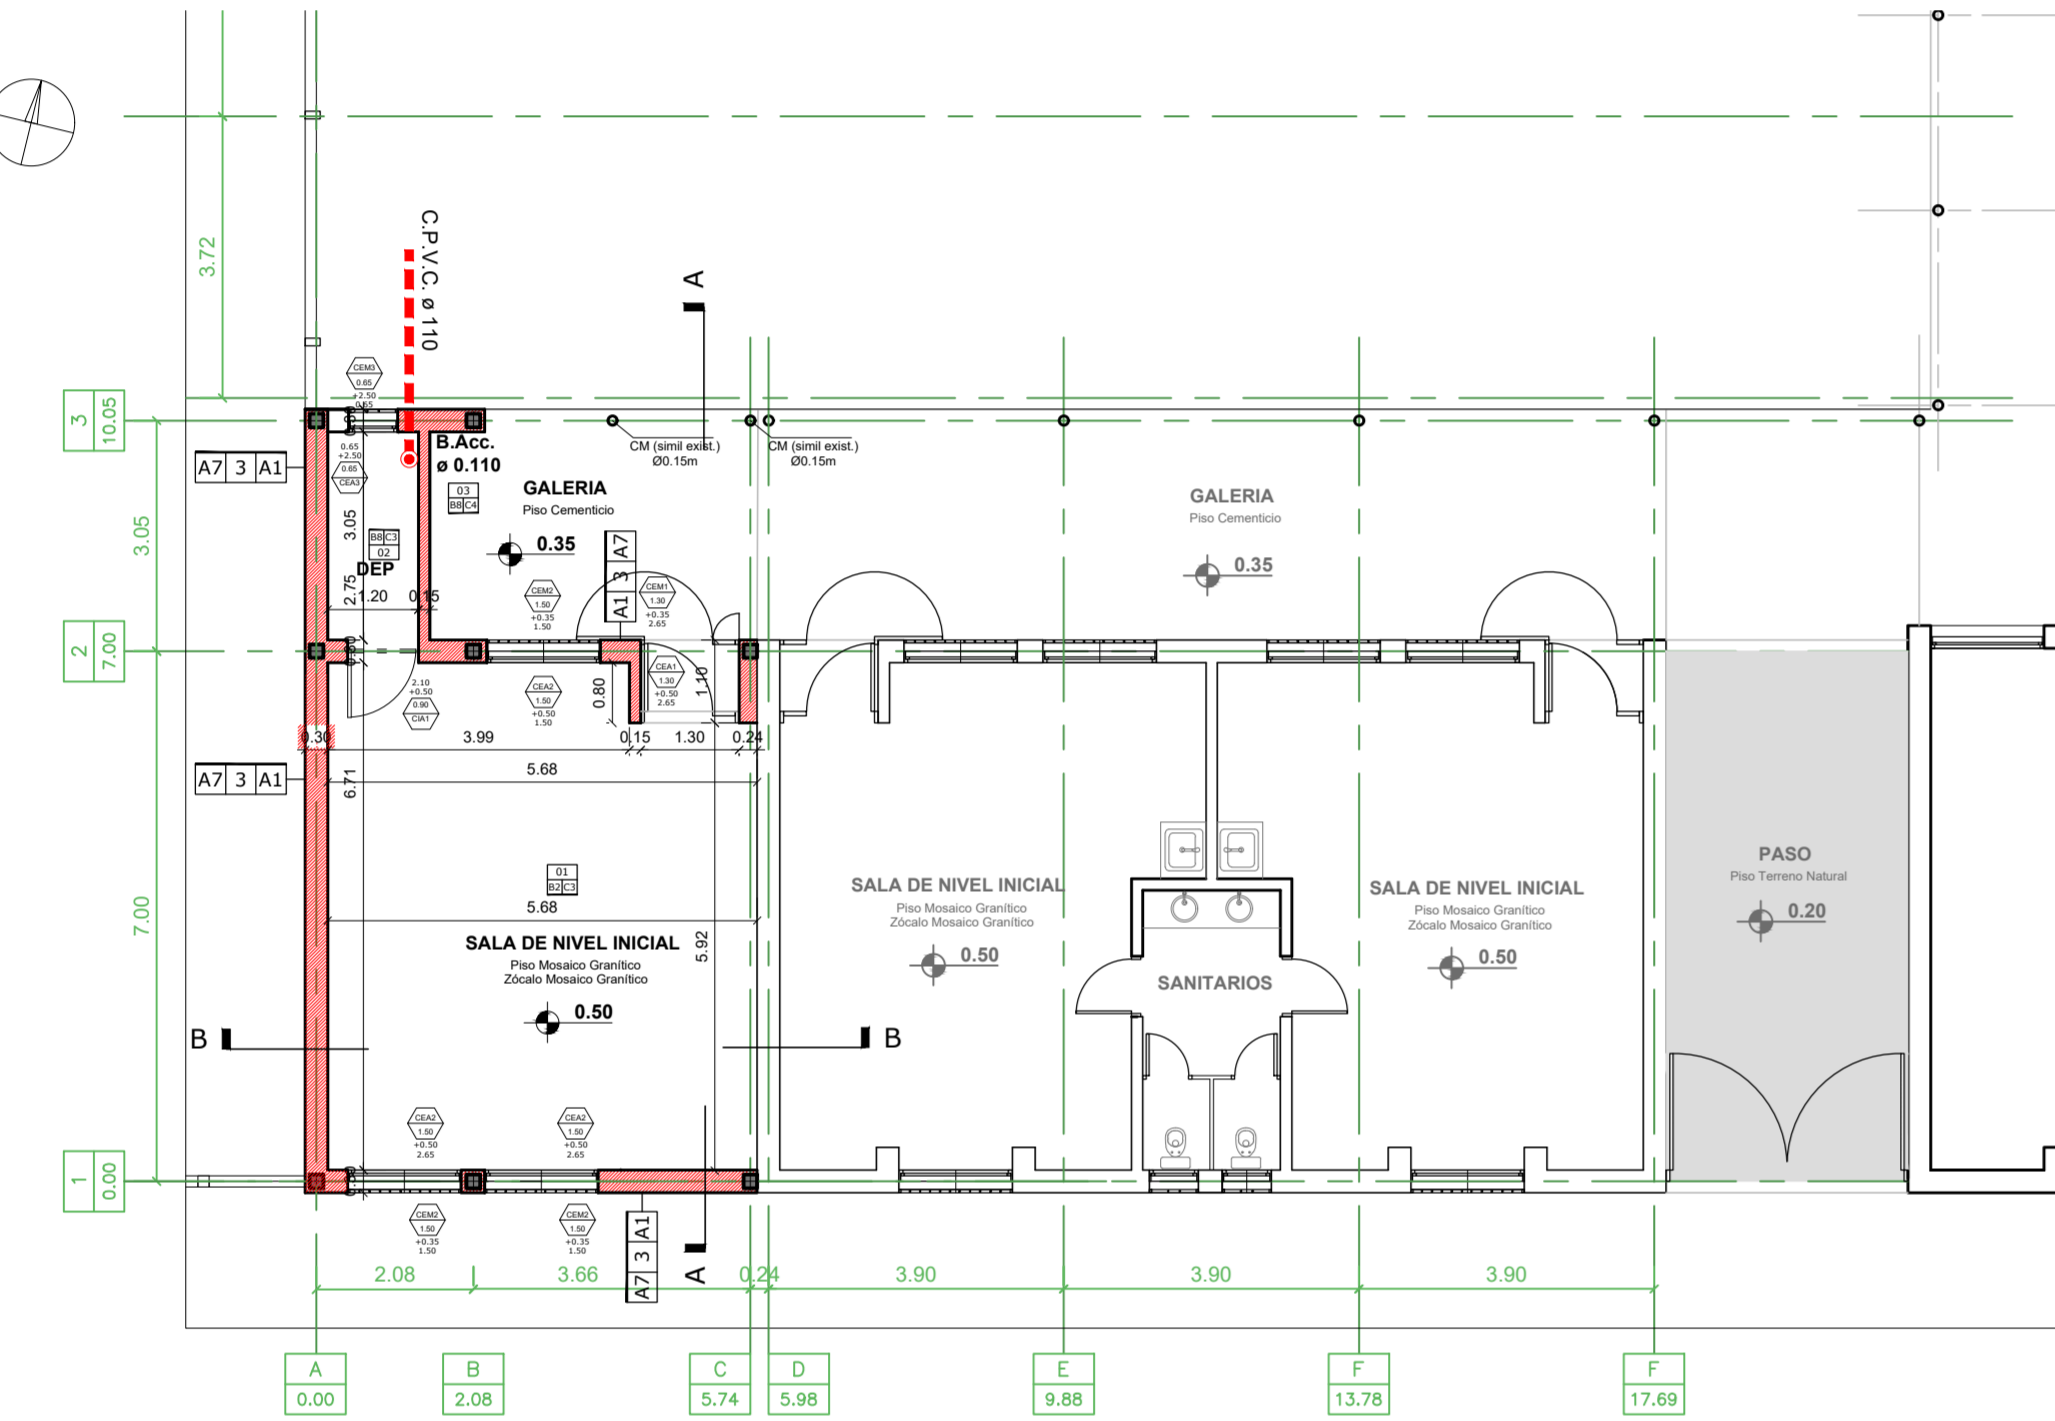 3.72
C.P.V.C. ø 110
A
CEM3
0.65
+2.50
0.65
3
10.05
CM (simil exist.)
Ø0.15m
CM (simil exist.)
Ø0.15m
B.Acc.
ø 0.110
0.65
+2.50
0.65
CEA3
A7 3 A1
03
B8 C4
GALERIA
Piso Cementicio
0.35
GALERIA
Piso Cementicio
0.35
3.05
3.05
B8 C3
02
DEP
2.75
1.20
0.15
A1 3 A7
CEM2
1.50
+0.35
1.50
CEM1
1.30
+0.35
2.65
2
7.00
CEA1
1.30
+0.50
2.65
1.10
0.80
2.10
+0.50
0.90
CIA1
CEA2
1.50
+0.50
1.50
0.30
3.99
0.15
1.30
0.24
A7 3 A1
6.71
5.68
01
B2 C3
5.68
7.00
5.92
SALA DE NIVEL INICIAL
Piso Mosaico Granítico
Zócalo Mosaico Granítico
0.50
SALA DE NIVEL INICIAL
Piso Mosaico Granítico
Zócalo Mosaico Granítico
0.50
SANITARIOS
SALA DE NIVEL INICIAL
Piso Mosaico Granítico
Zócalo Mosaico Granítico
0.50
PASO
Piso Terreno Natural
0.20
B
B
CEA2
1.50
+0.50
2.65
CEA2
1.50
+0.50
2.65
1
0.00
CEM2
1.50
+0.35
1.50
CEM2
1.50
+0.35
1.50
A7 3 A1
A
2.08
3.66
0.24
3.90
3.90
3.90
A
0.00
B
2.08
C
5.74
D
5.98
E
9.88
F
13.78
F
17.69